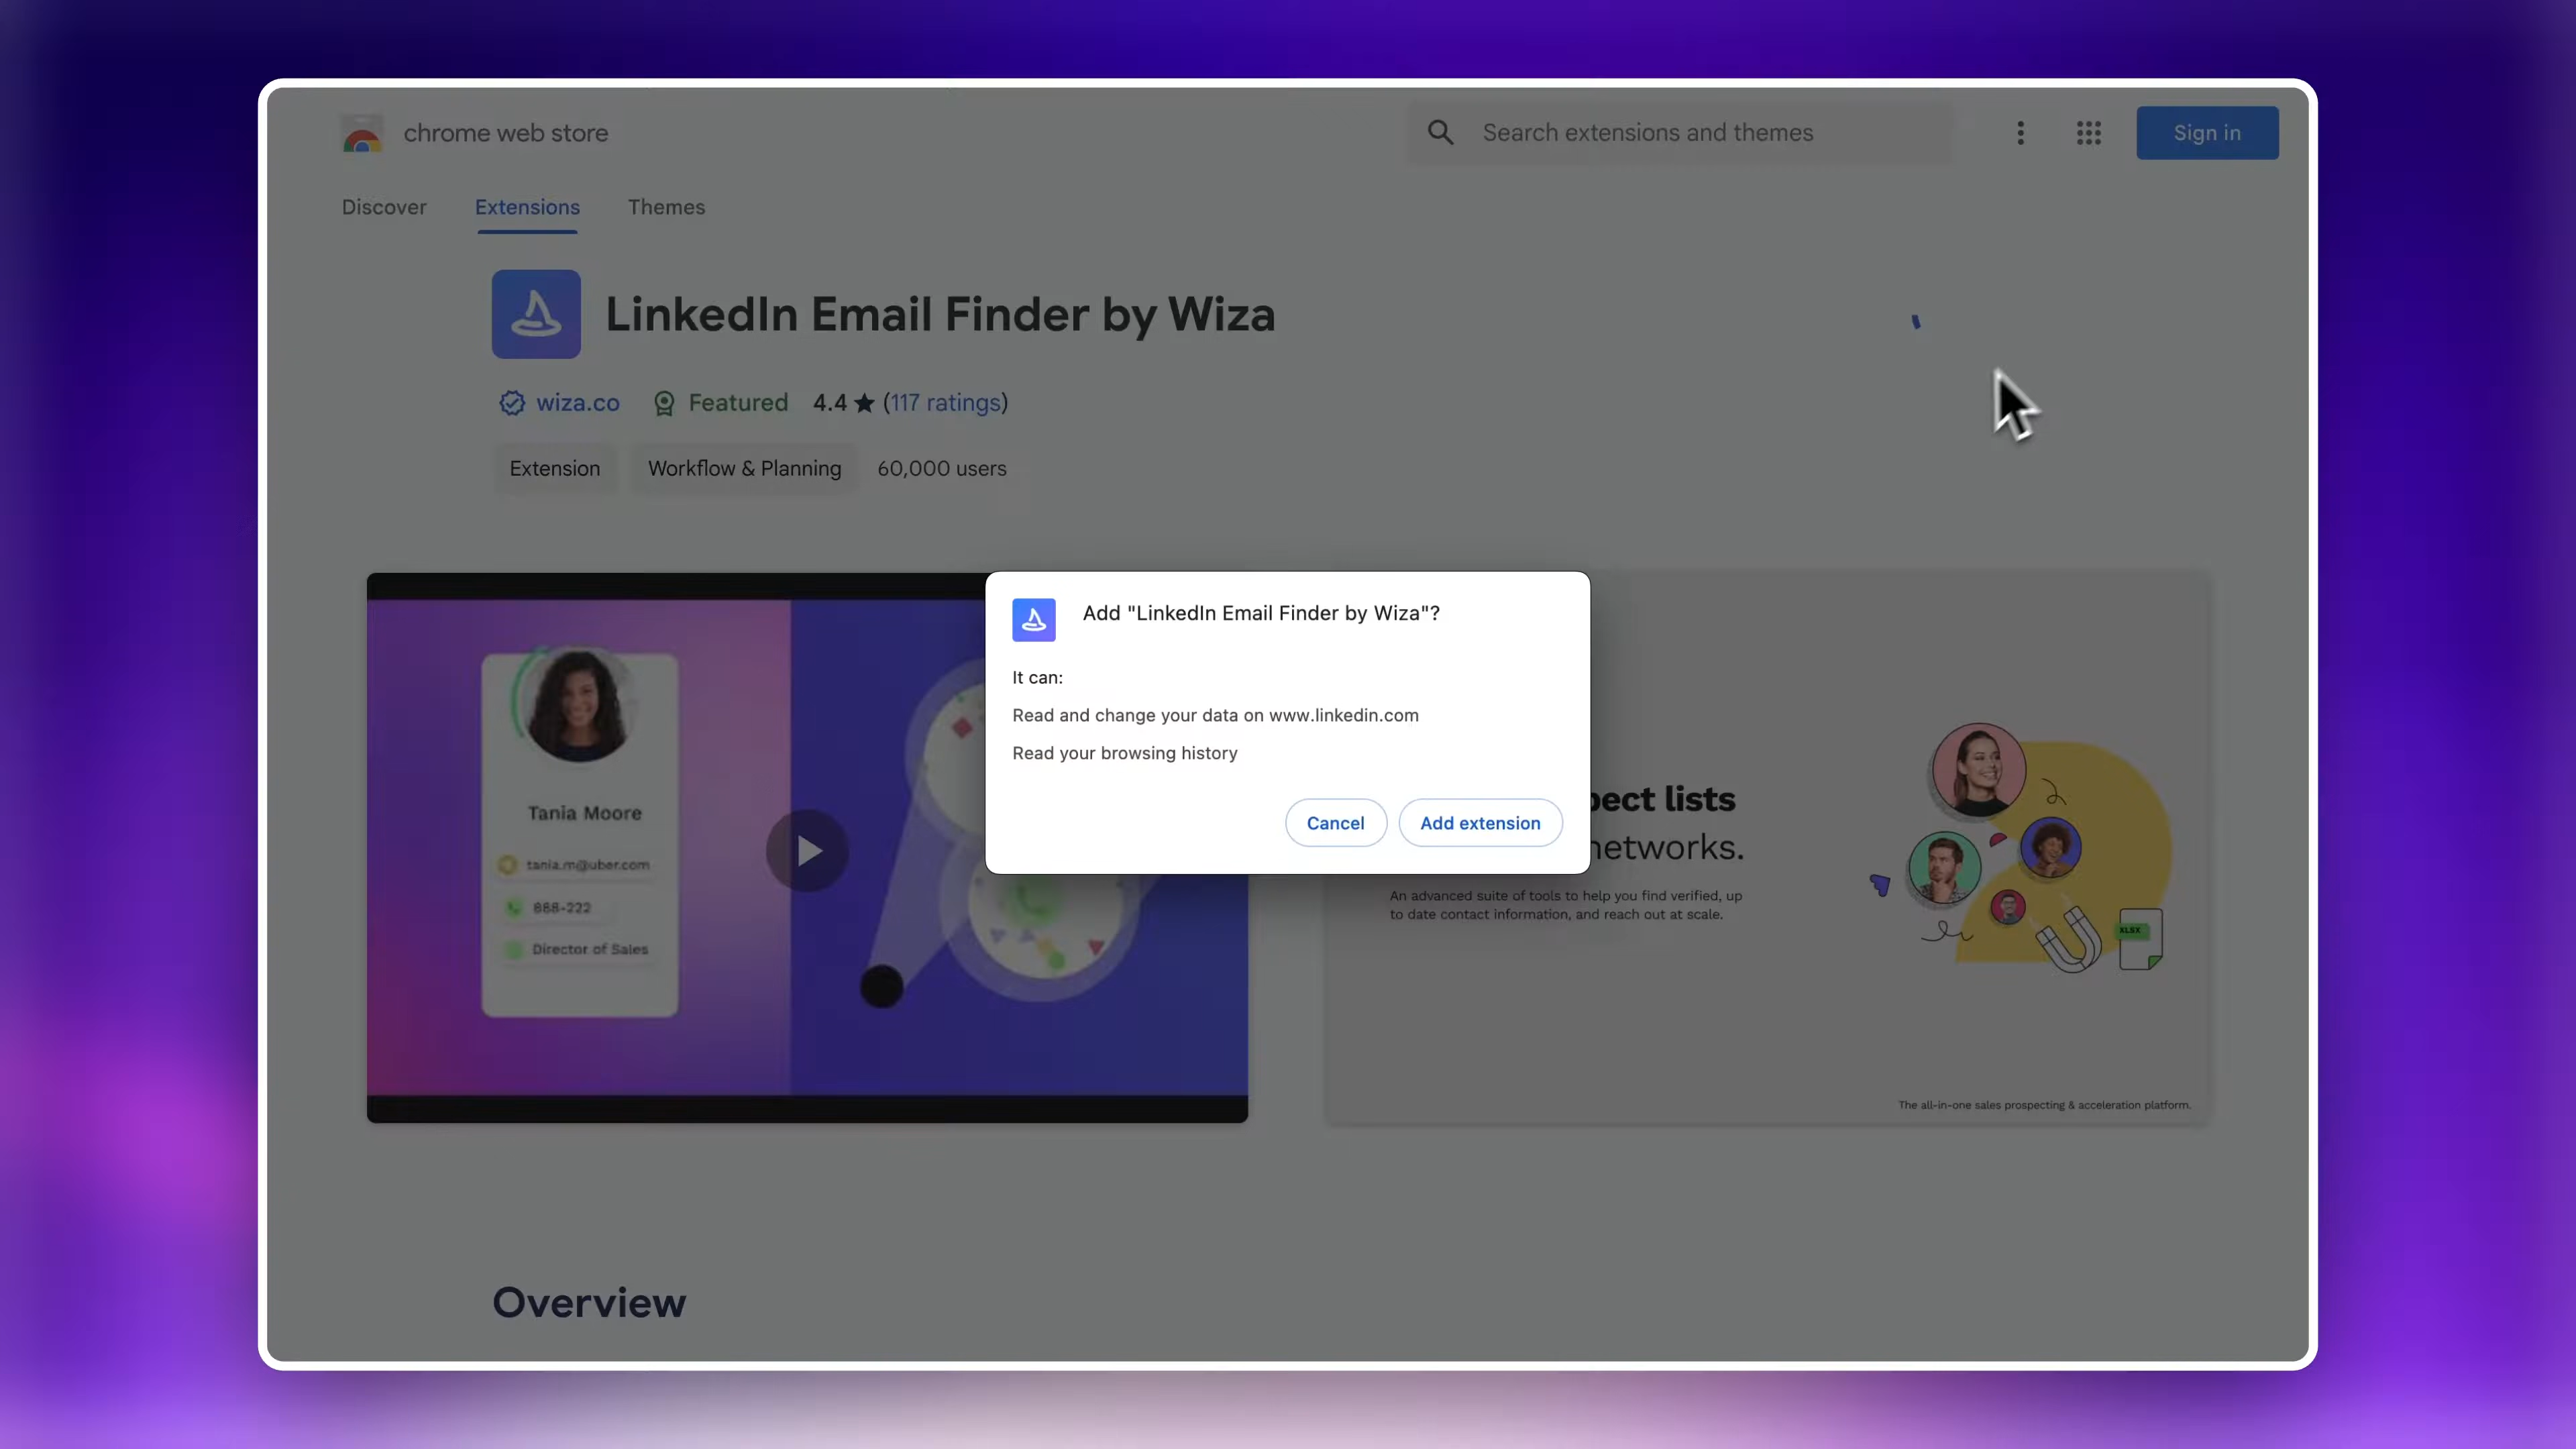 chrome web store
Search extensions and themes
Sign in
Discover
Extensions
Themes
LinkedIn Email Finder by Wiza
wiza.co
Featured
4.4 ★ (117 ratings)
Extension
Workflow & Planning
60,000 users
Add "LinkedIn Email Finder by Wiza"?
It can:
Read and change your data on www.linkedin.com
Read your browsing history
Cancel
Add extension
Tania Moore
tania.m@uber.com
888-222
Director of Sales
lists
networks.
An advanced suite of tools to help you find verified, up
to date contact information, and reach out at scale.
XLSX
The all-in-one sales prospecting & acceleration platform.
Overview